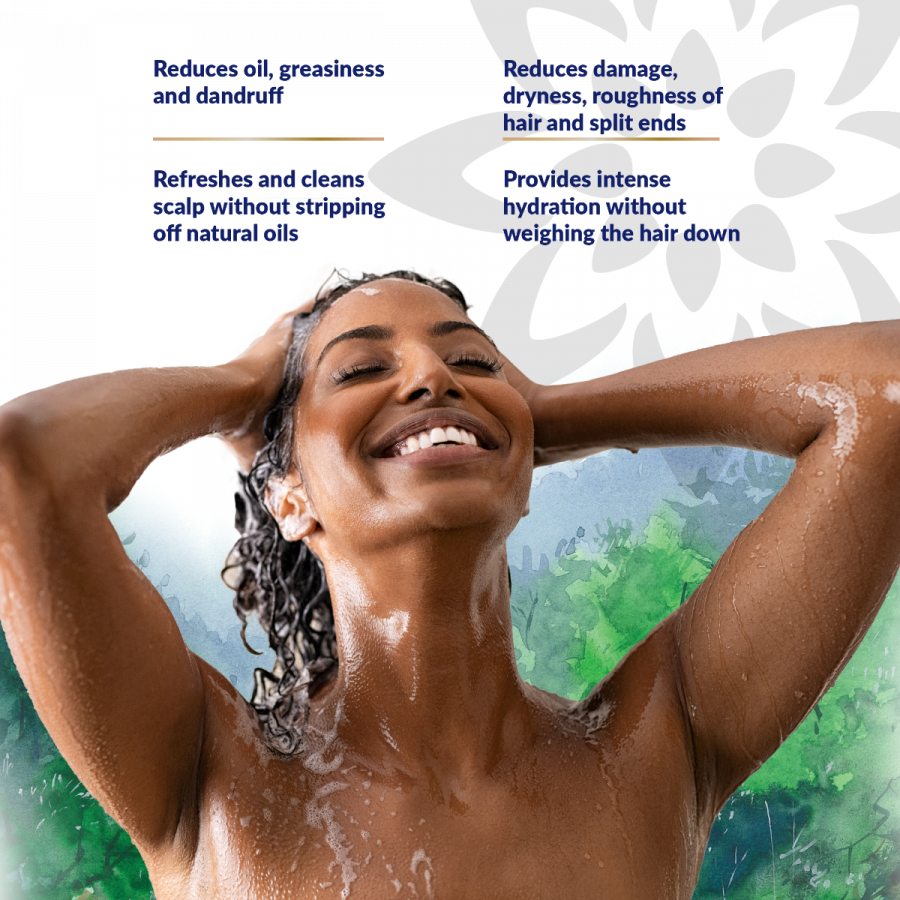 Reduces oil, greasiness
and dandruff
Reduces damage,
dryness, roughness of
hair and split ends
Refreshes and cleans
scalp without stripping
off natural oils
Provides intense
hydration without
weighing the hair down